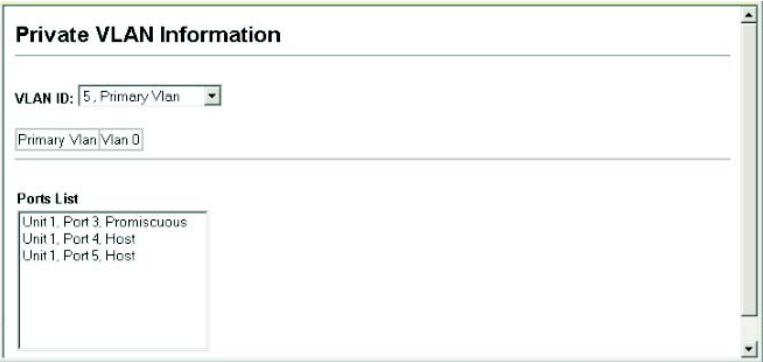 Private VLAN Information
VLAN ID: 5 , Primary Vlan
Primary Vlan Vlan 0
Ports List
Unit 1, Port 3, Promiscuous
Unit 1, Port 4, Host
Unit 1, Port 5, Host